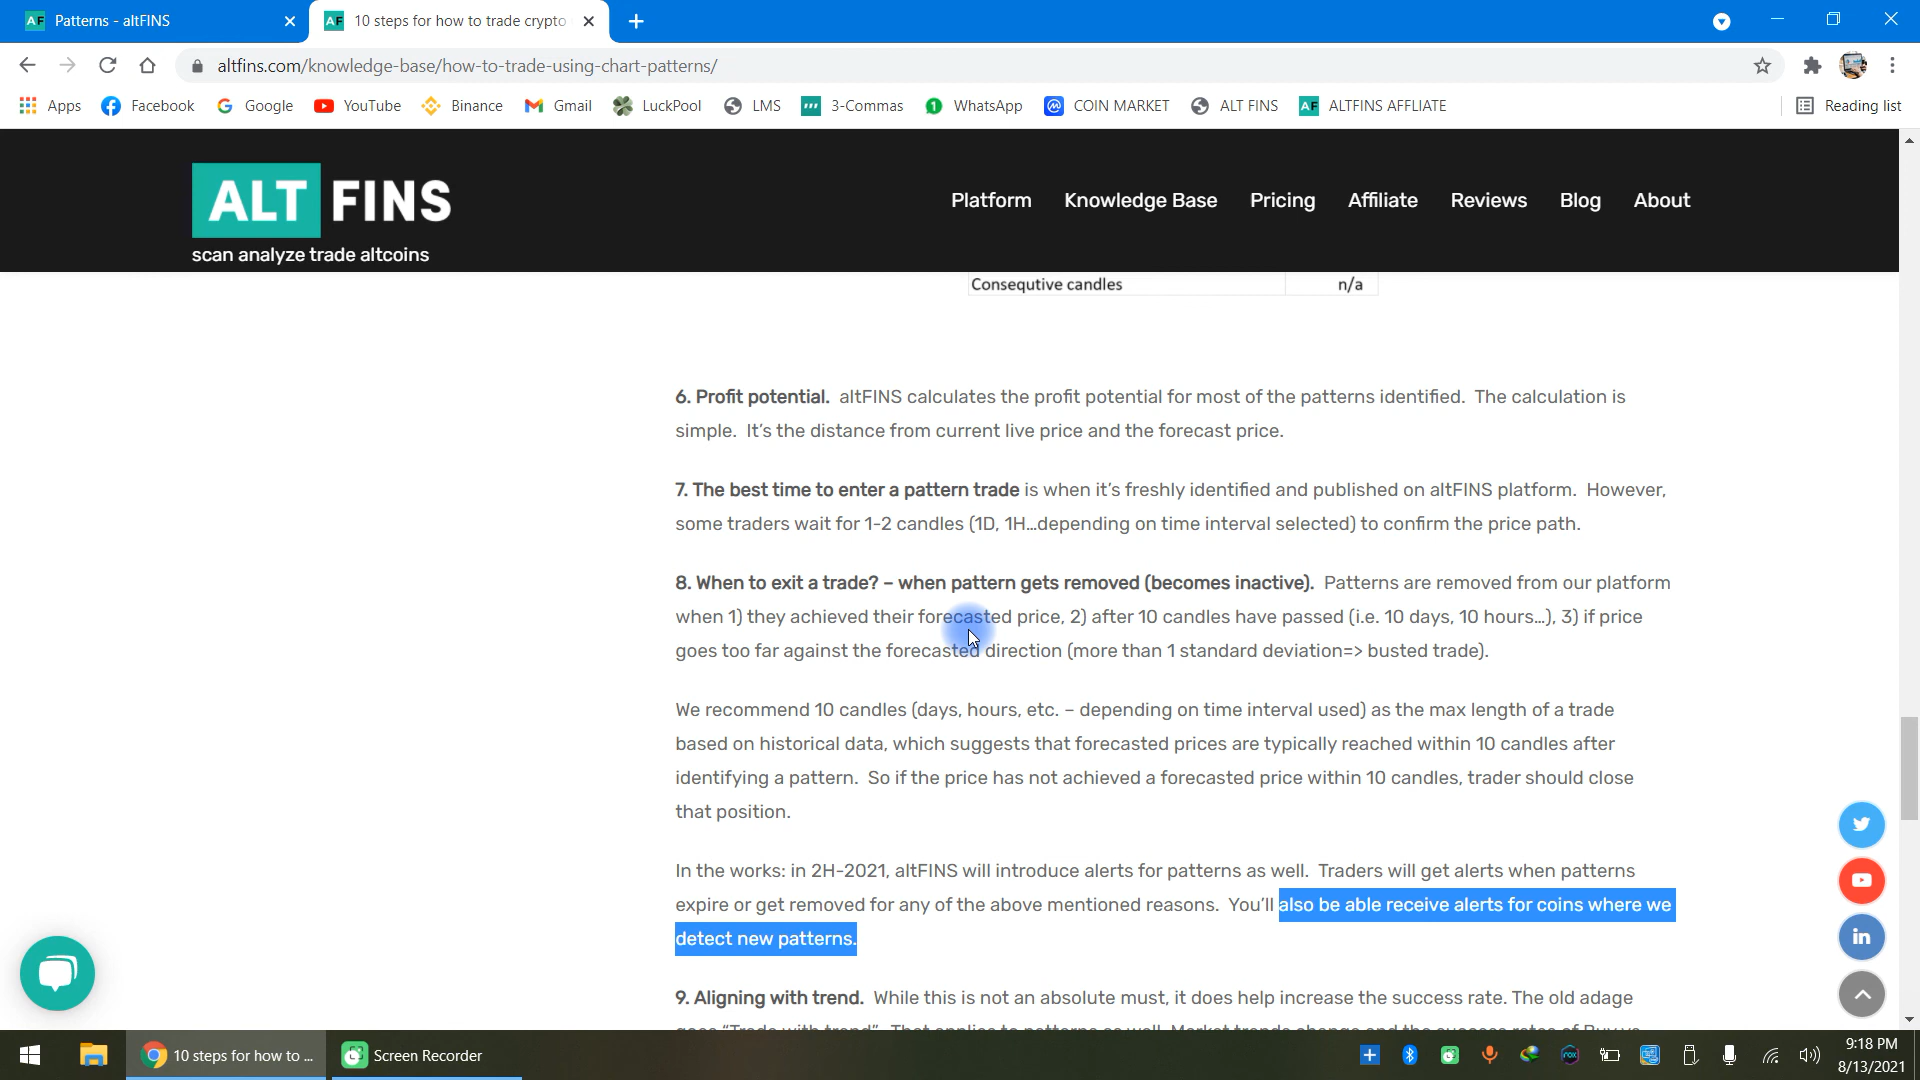 AF Patterns - altFINS
AF 10 steps for how to trade crypto
altfins.com/knowledge-base/how-to-trade-using-chart-patterns/
Apps Facebook Google YouTube Binance Gmail LuckPool LMS 3-Commas WhatsApp COIN MARKET ALT FINS AF ALTFINS AFFLIATE Reading list
ALT FINS
scan analyze trade altcoins
Platform Knowledge Base Pricing Affiliate Reviews Blog About
Consequtive candles n/a
6. Profit potential. altFINS calculates the profit potential for most of the patterns identified. The calculation is
simple. It's the distance from current live price and the forecast price.
7. The best time to enter a pattern trade is when it's freshly identified and published on altFINS platform. However,
some traders wait for 1-2 candles (1D, 1H...depending on time interval selected) to confirm the price path.
8. When to exit a trade? – when pattern gets removed (becomes inactive). Patterns are removed from our platform
when 1) they achieved their forecasted price, 2) after 10 candles have passed (i.e. 10 days, 10 hours...), 3) if price
goes too far against the forecasted direction (more than 1 standard deviation=> busted trade).
We recommend 10 candles (days, hours, etc. – depending on time interval used) as the max length of a trade
based on historical data, which suggests that forecasted prices are typically reached within 10 candles after
identifying a pattern. So if the price has not achieved a forecasted price within 10 candles, trader should close
that position.
In the works: in 2H-2021, altFINS will introduce alerts for patterns as well. Traders will get alerts when patterns
expire or get removed for any of the above mentioned reasons. You'll also be able receive alerts for coins where we
detect new patterns.
9. Aligning with trend. While this is not an absolute must, it does help increase the success rate. The old adage
10 steps for how to ... Screen Recorder
9:18 PM
8/13/2021